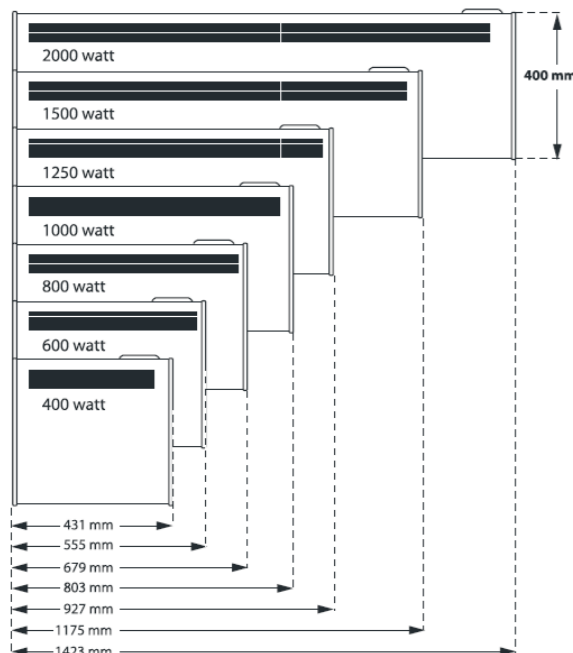 2000 watt
400 mm
1500 watt
1250 watt
1000 watt
800 watt
600 watt
400 watt
431 mm
555 mm
679 mm
803 mm
927 mm
1175 mm
1423 mm